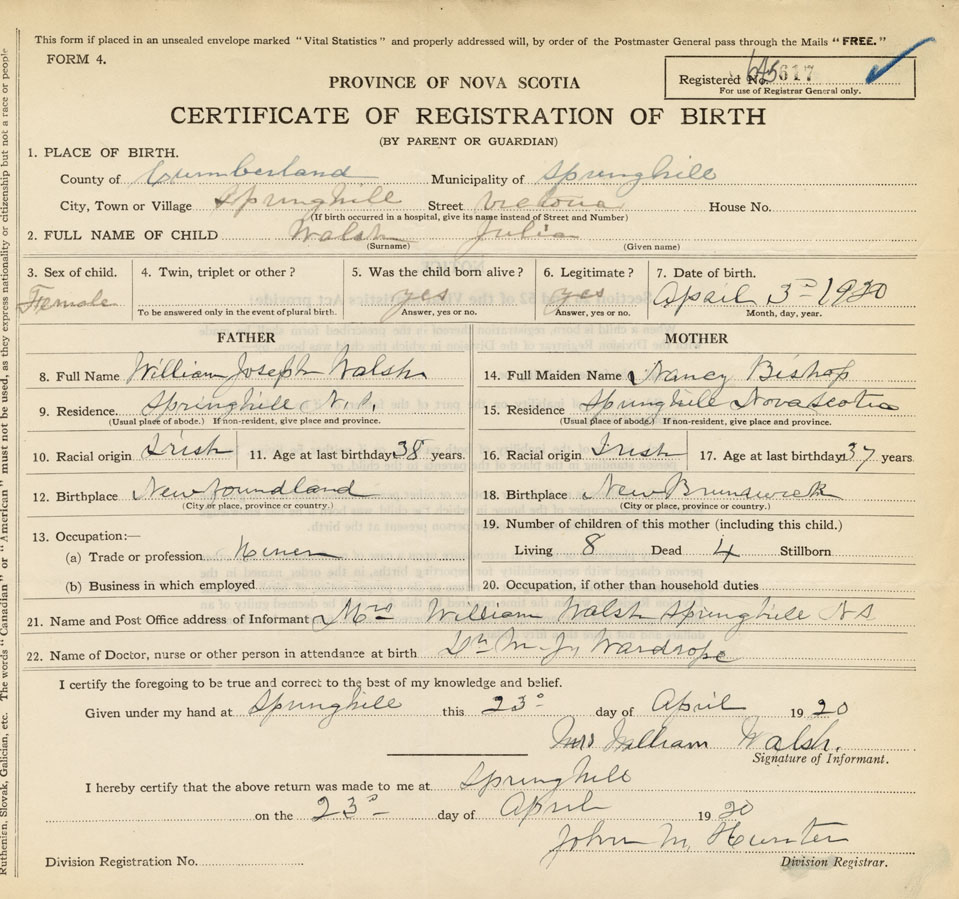 This form if placed in an unsealed envelope marked "Vital Statistics" and properly addressed will, by order of the Postmaster General pass through the Mails "FREE."
FORM 4.
PROVINCE OF NOVA SCOTIA
Registered No. 617
For use of Registrar General only.
CERTIFICATE OF REGISTRATION OF BIRTH
(BY PARENT OR GUARDIAN)
1. PLACE OF BIRTH.
County of Cumberland Municipality of Springhill
City, Town or Village Springhill Street Victoria House No.
(If birth occurred in a hospital, give its name instead of Street and Number)
2. FULL NAME OF CHILD Walsh Julia
(Surname) (Given name)
3. Sex of child. 4. Twin, triplet or other? 5. Was the child born alive? 6. Legitimate? 7. Date of birth.
Female yes yes April 3rd 1920
To be answered only in the event of plural birth. Answer, yes or no. Answer, yes or no. Month, day, year.
FATHER MOTHER
8. Full Name William Joseph Walsh 14. Full Maiden Name Nancy Bishop
9. Residence. Springhill N.S. 15. Residence Springhill Nova Scotia
(Usual place of abode.) If non-resident, give place and province. (Usual place of abode.) If non-resident, give place and province.
10. Racial origin Irish 11. Age at last birthday 38 years. 16. Racial origin Irish 17. Age at last birthday 37 years
12. Birthplace Newfoundland 18. Birthplace New Brunswick
(City or place, province or country.) (City or place, province or country.)
13. Occupation:— 19. Number of children of this mother (including this child.)
(a) Trade or profession Miner Living 8 Dead 4 Stillborn
(b) Business in which employed 20. Occupation, if other than household duties
21. Name and Post Office address of Informant Mrs William Walsh Springhill N S
22. Name of Doctor, nurse or other person in attendance at birth Dr M. J. Wardrope
I certify the foregoing to be true and correct to the best of my knowledge and belief.
Given under my hand at Springhill this 23d day of April 19 20
Mrs William Walsh.
Signature of Informant.
I hereby certify that the above return was made to me at Springhill
on the 23d day of April 19 20
John M. Hunter
Division Registration No. Division Registrar.
Ruthenian, Slovak, Galician, etc. The words "Canadian" or "American" must not be used, as they express nationality or citizenship but not a race or people